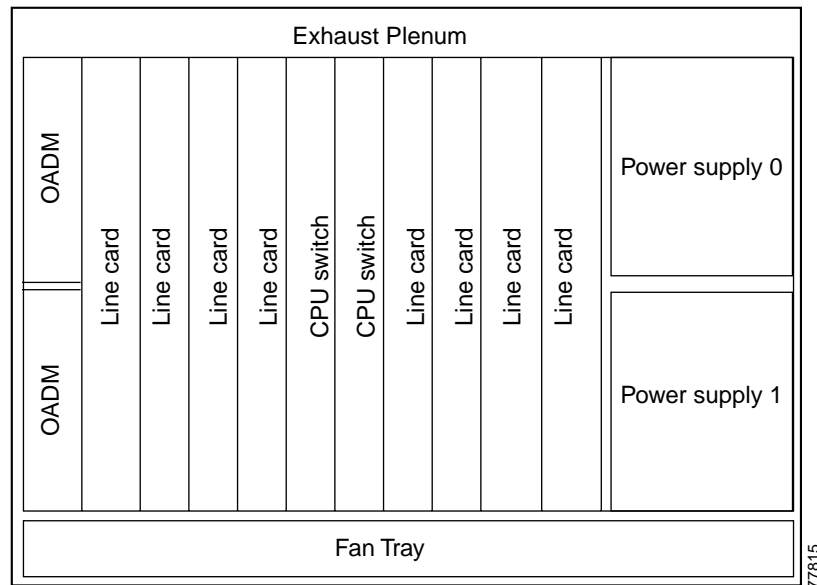 Exhaust Plenum
OADM
OADM
Line card
Line card
Line card
Line card
CPU switch
CPU switch
Line card
Line card
Line card
Line card
Power supply 0
Power supply 1
Fan Tray
77815